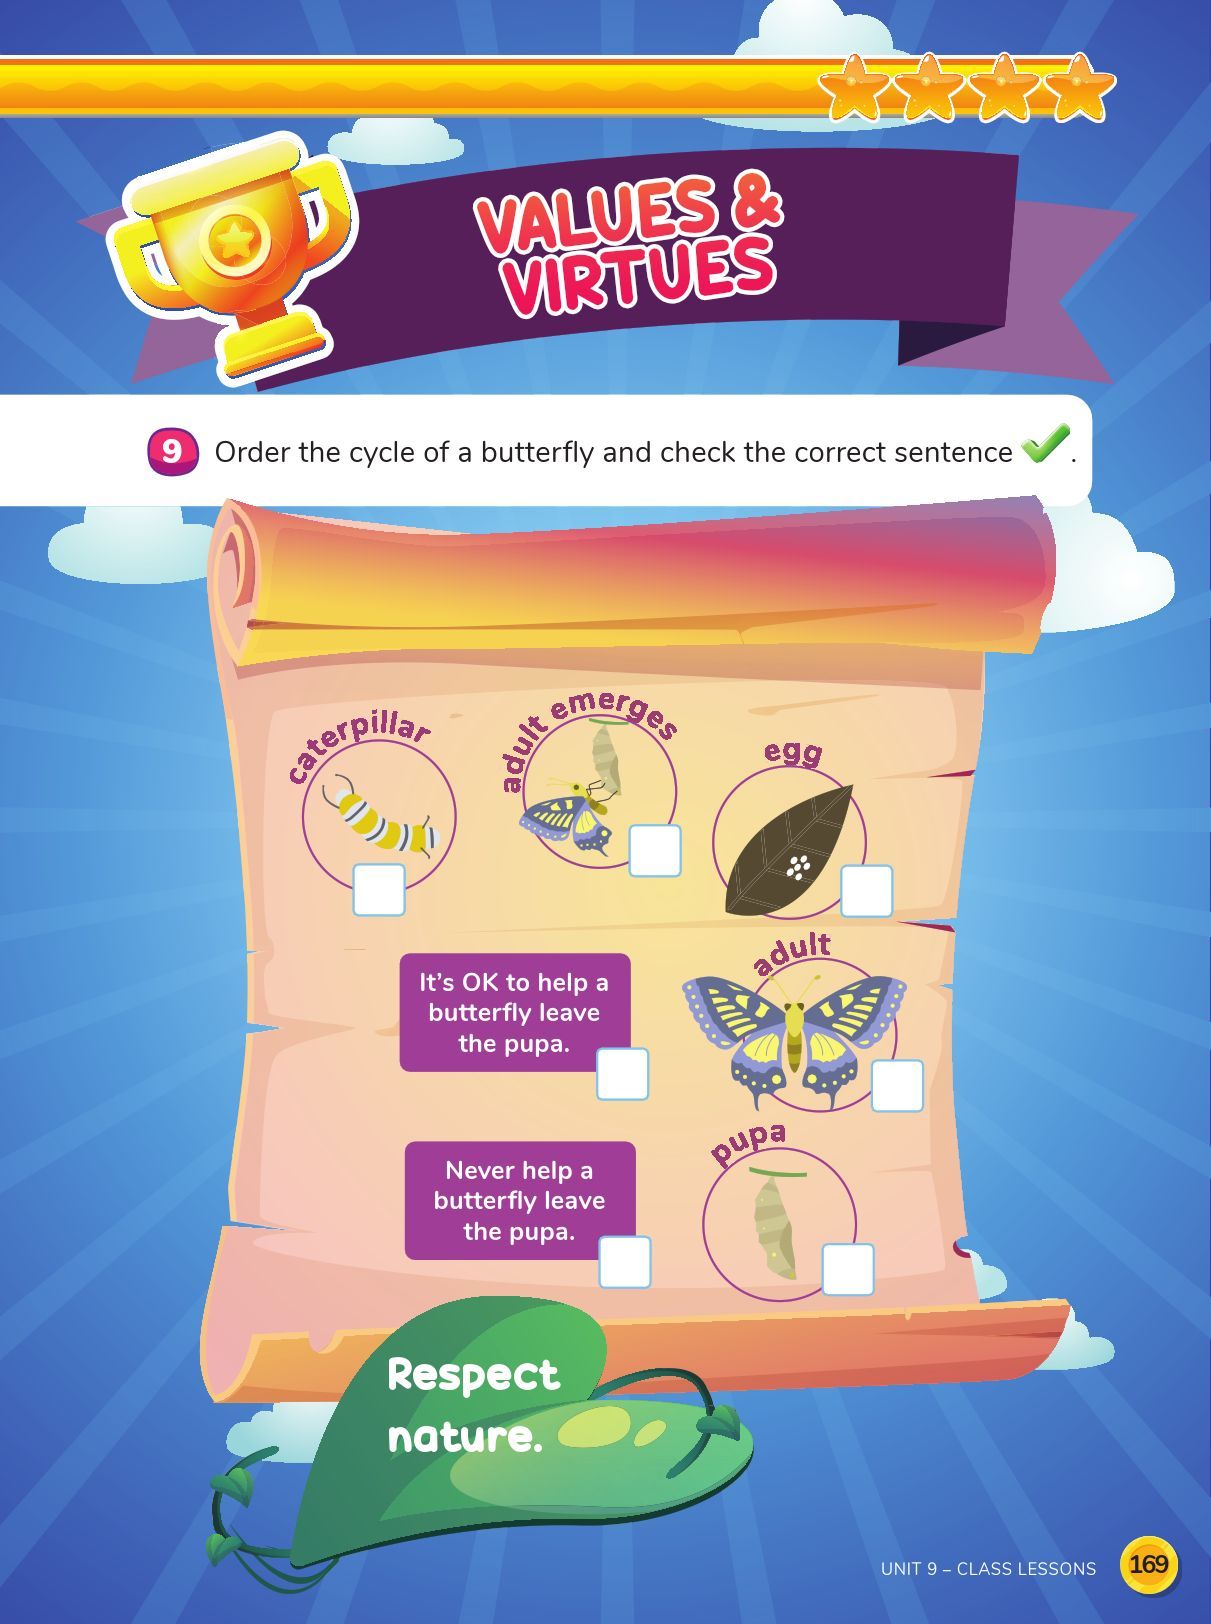 VALUES &
VIRTUES
9 Order the cycle of a butterfly and check the correct sentence .
caterpillar
adult emerges
egg
It’s OK to help a
butterfly leave
the pupa.
adult
Never help a
butterfly leave
the pupa.
pupa
Respect
nature.
UNIT 9 – CLASS LESSONS 169